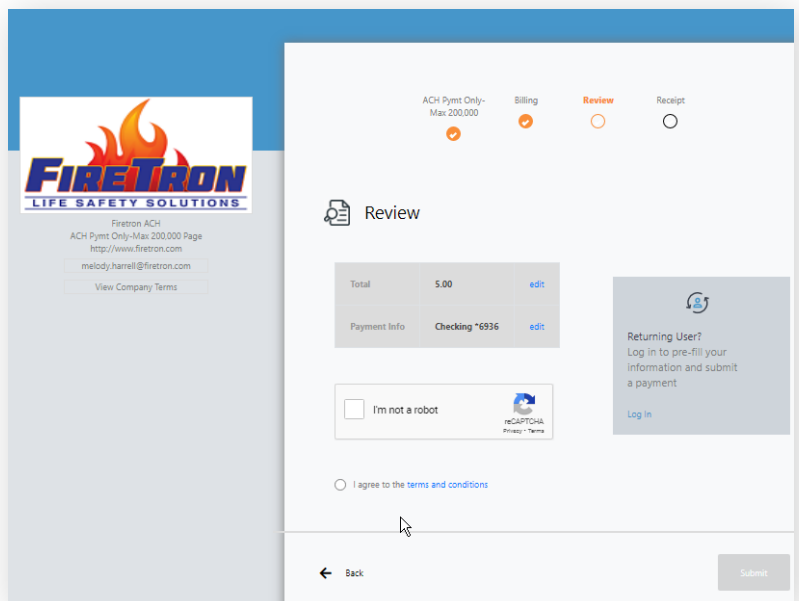 FIRETRON
LIFE SAFETY SOLUTIONS
Firetron ACH
ACH Pymt Only-Max 200,000 Page
http://www.firetron.com
melody.harrell@firetron.com
View Company Terms
ACH Pymt Only-
Max 200,000
Billing
Review
Receipt
Review
Total 5.00 edit
Payment Info Checking *6936 edit
I'm not a robot
reCAPTCHA
Privacy - Terms
I agree to the terms and conditions
Returning User?
Log in to pre-fill your
information and submit
a payment
Log In
Back
Submit